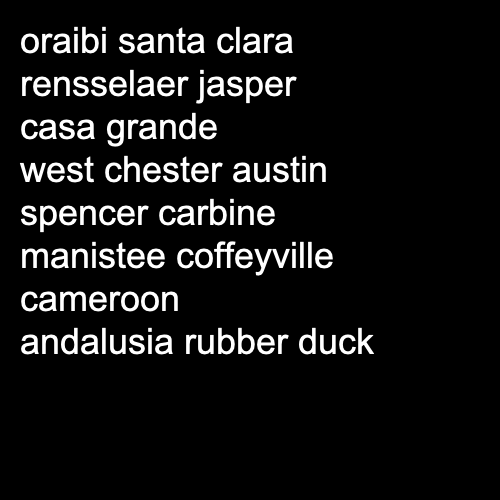 oraibi santa clara
rensselaer jasper
casa grande
west chester austin
spencer carbine
manistee coffeyville
cameroon
andalusia rubber duck